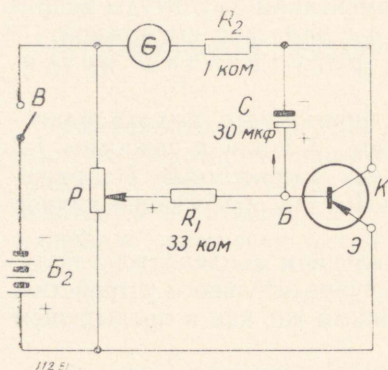 G
R₂
1 ком
В
С
30 мкф
−
+
К
Р
+ −
R₁
33 ком
Б
Э
−
Б₂
+